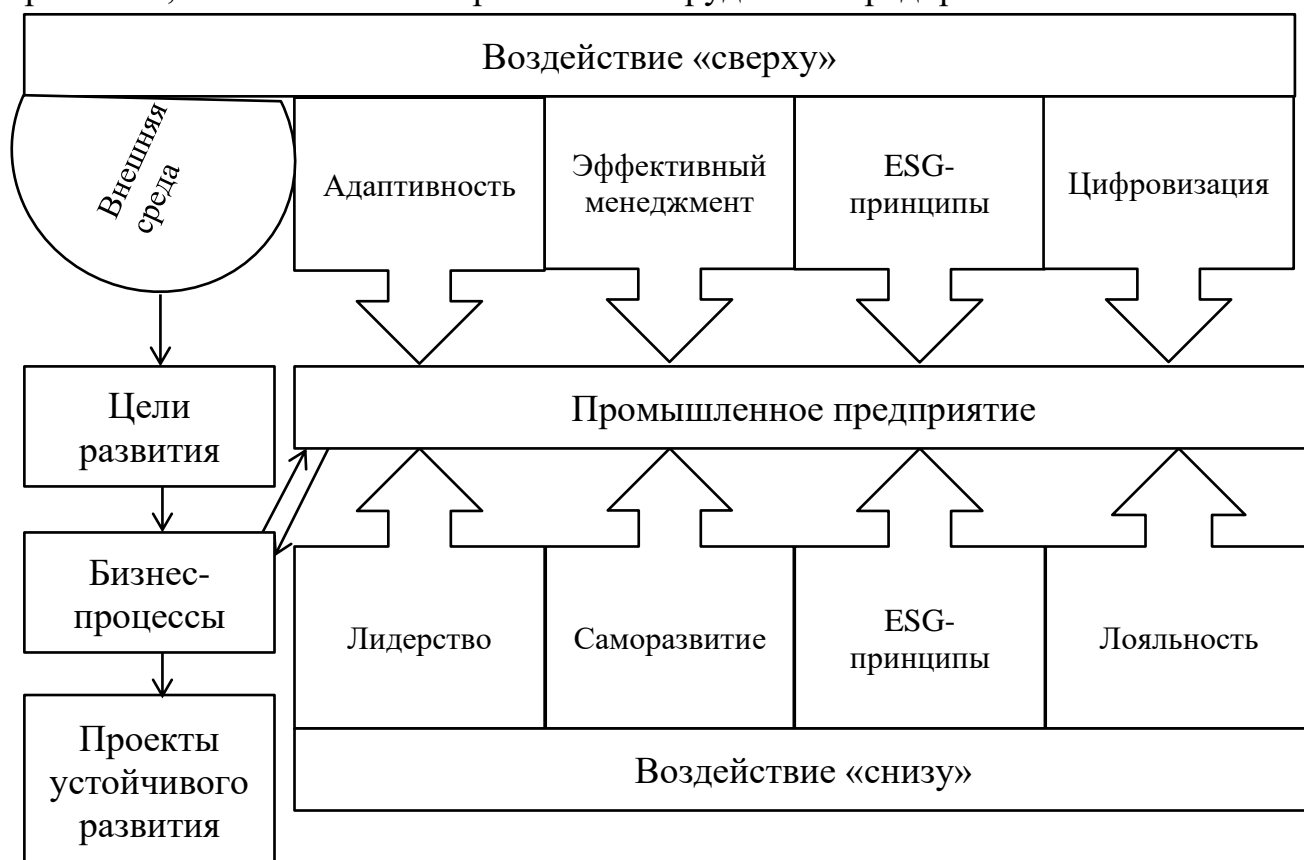 Воздействие «сверху»
Внешняя
среда
Адаптивность
Эффективный
менеджмент
ESG-
принципы
Цифровизация
Цели
развития
Промышленное предприятие
Бизнес-
процессы
Лидерство
Саморазвитие
ESG-
принципы
Лояльность
Проекты
устойчивого
развития
Воздействие «снизу»